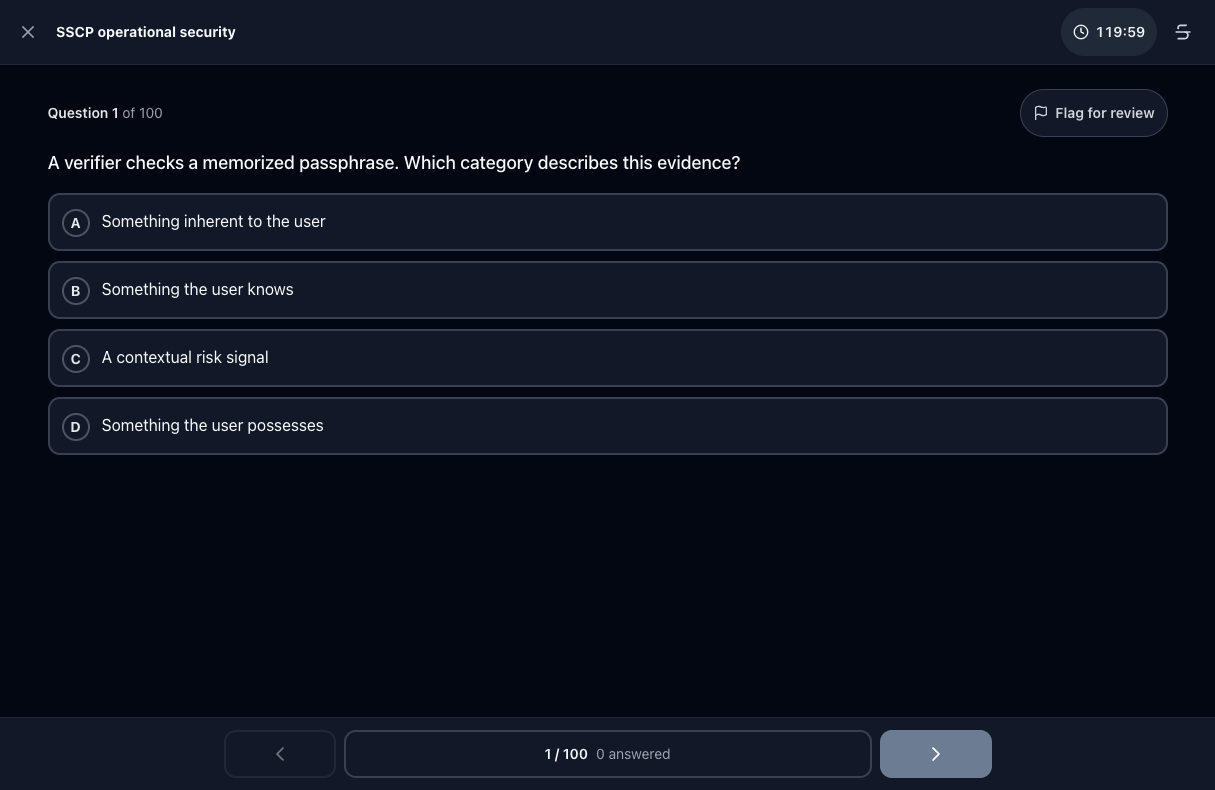 SSCP operational security
119:59
Question 1 of 100
Flag for review
A verifier checks a memorized passphrase. Which category describes this evidence?
A Something inherent to the user
B Something the user knows
C A contextual risk signal
D Something the user possesses
1 / 100 0 answered